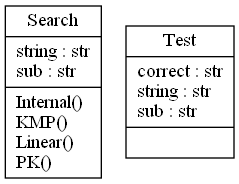 Search
string : str
sub : str
Internal()
KMP()
Linear()
PK()
Test
correct : str
string : str
sub : str